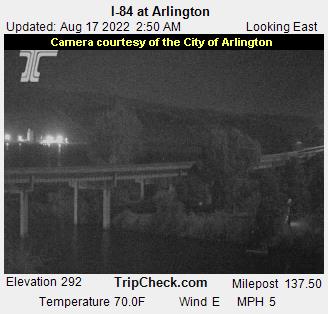 I-84 at Arlington
Updated: Aug 17 2022 2:50 AM Looking East
Camera courtesy of the City of Arlington
Elevation 292 TripCheck.com Milepost 137.50
Temperature 70.0F Wind E MPH 5